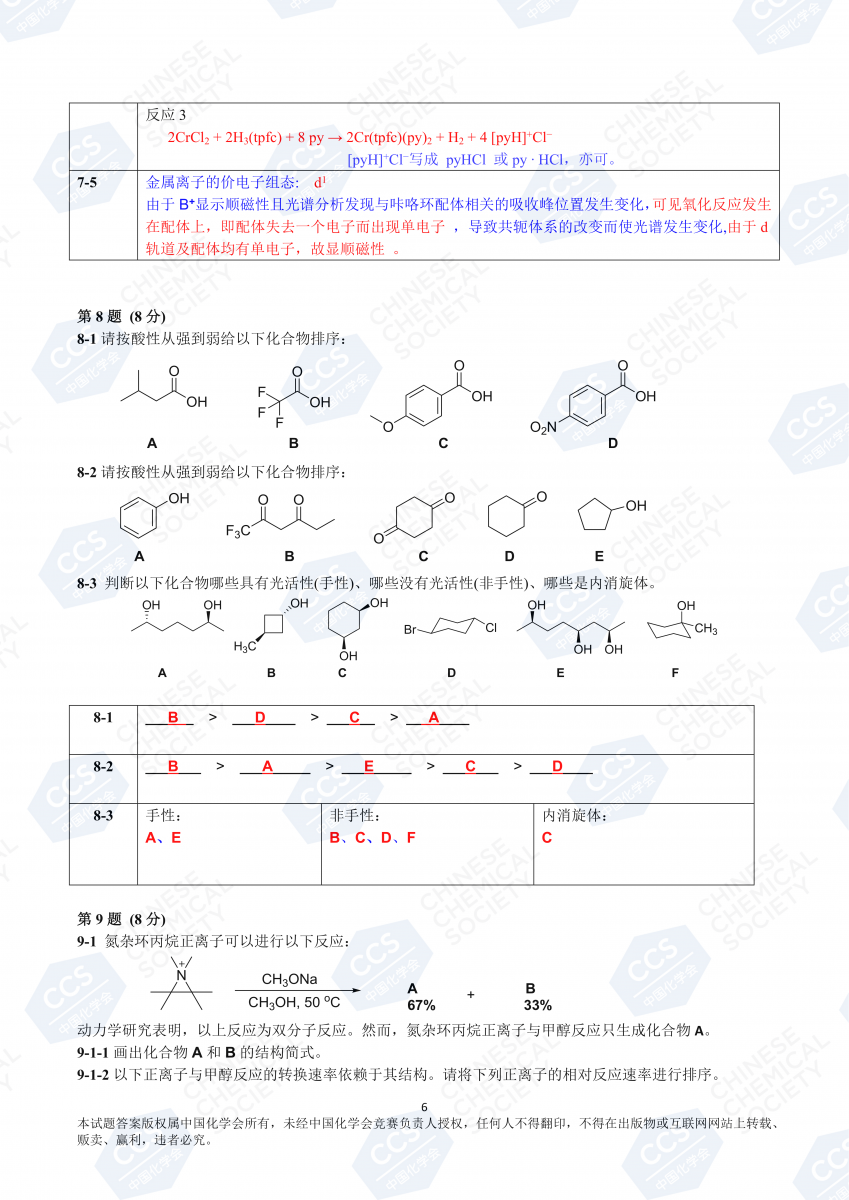 反应 3
2CrCl₂ + 2H₃(tpfc) + 8 py → 2Cr(tpfc)(py)₂ + H₂ + 4 [pyH]⁺Cl⁻
[pyH]⁺Cl⁻写成 pyHCl 或 py · HCl，亦可。
7-5 金属离子的价电子组态： d¹
由于 B⁺显示顺磁性且光谱分析发现与咔咯环配体相关的吸收峰位置发生变化，可见氧化反应发生
在配体上，即配体失去一个电子而出现单电子 ，导致共轭体系的改变而使光谱发生变化,由于 d
轨道及配体均有单电子，故显顺磁性 。
第 8 题 (8 分)
8-1 请按酸性从强到弱给以下化合物排序：
O OH F F F O OH O O OH O₂N O OH
A B C D
8-2 请按酸性从强到弱给以下化合物排序：
OH F₃C O O O O O OH
A B C D E
8-3 判断以下化合物哪些具有光活性(手性)、哪些没有光活性(非手性)、哪些是内消旋体。
OH OH H₃C OH OH OH Br Cl OH OH OH OH CH₃
A B C D E F
8-1 B > D > C > A
8-2 B > A > E > C > D
8-3 手性： 非手性： 内消旋体：
A、E B、C、D、F C
第 9 题 (8 分)
9-1 氮杂环丙烷正离子可以进行以下反应：
N + CH₃ONa A + B
CH₃OH, 50 ºC 67% 33%
动力学研究表明，以上反应为双分子反应。然而，氮杂环丙烷正离子与甲醇反应只生成化合物 A。
9-1-1 画出化合物 A 和 B 的结构简式。
9-1-2 以下正离子与甲醇反应的转换速率依赖于其结构。请将下列正离子的相对反应速率进行排序。
6
本试题答案版权属中国化学会所有，未经中国化学会竞赛负责人授权，任何人不得翻印，不得在出版物或互联网网站上转载、
贩卖、赢利，违者必究。
CCS
中国化学会
CHINESE
CHEMICAL
SOCIETY